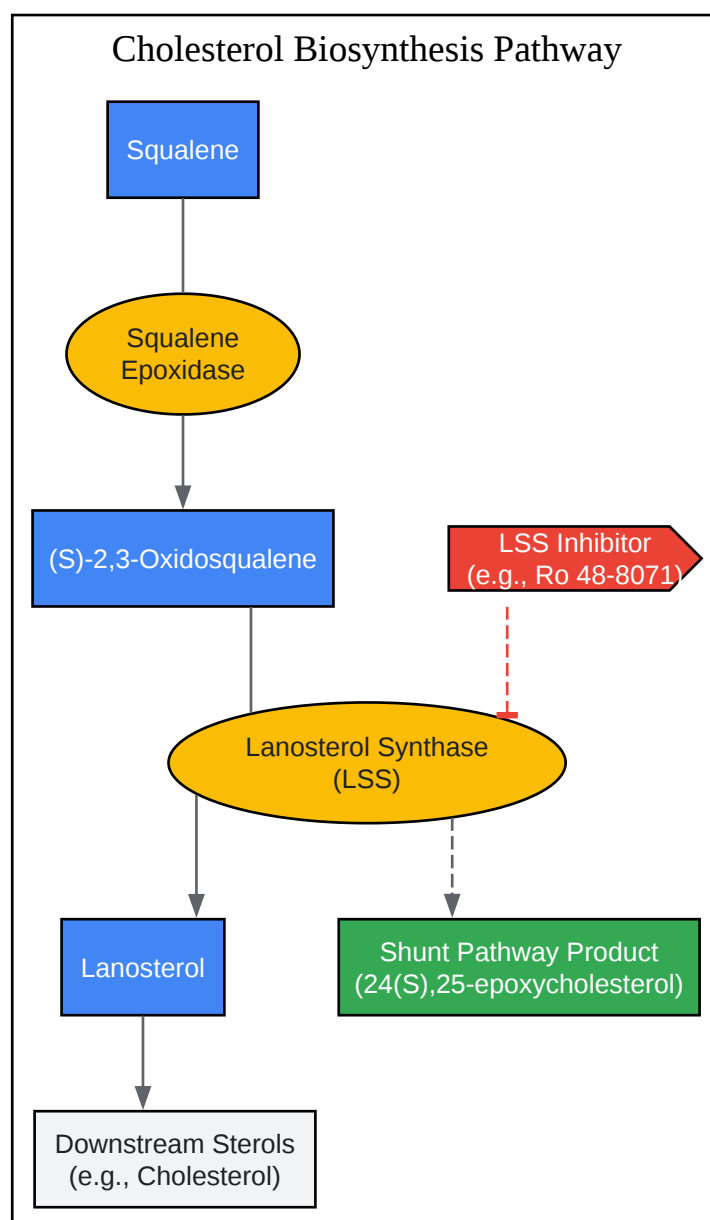 Cholesterol Biosynthesis Pathway
Squalene
Squalene
Epoxidase
(S)-2,3-Oxidosqualene
LSS Inhibitor
(e.g., Ro 48-8071)
Lanosterol Synthase
(LSS)
Lanosterol
Shunt Pathway Product
(24(S),25-epoxycholesterol)
Downstream Sterols
(e.g., Cholesterol)